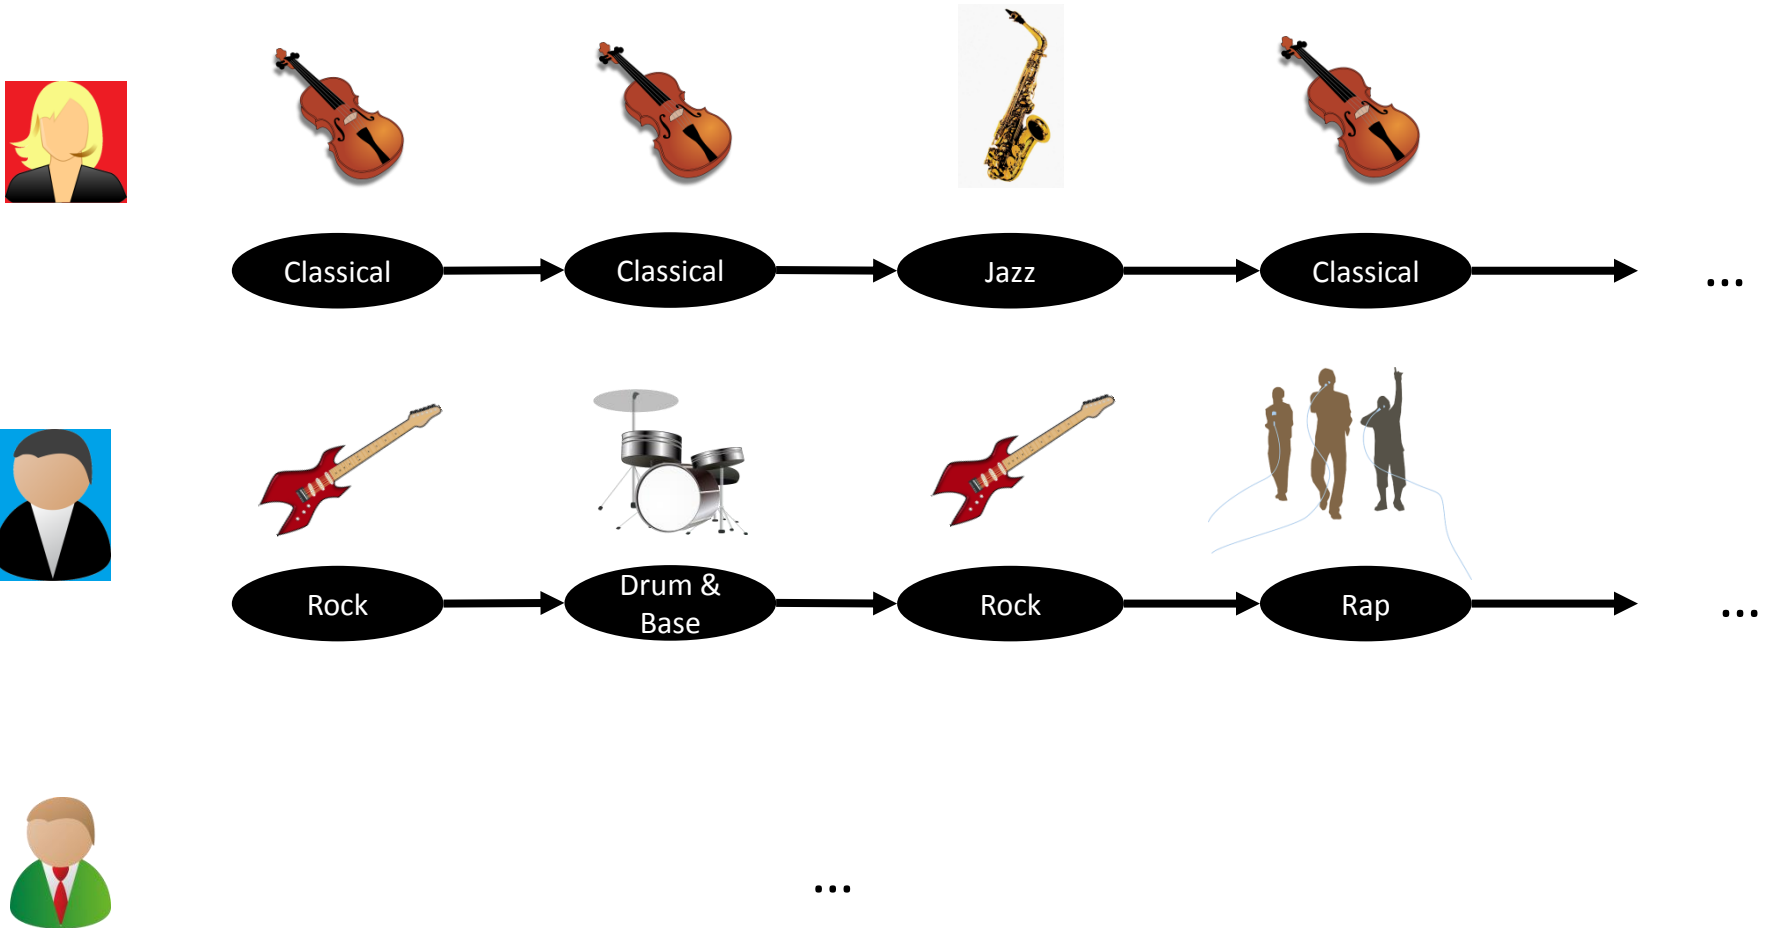 Classical
Classical
Jazz
Classical
...
Rock
Drum &
Base
Rock
Rap
...
...